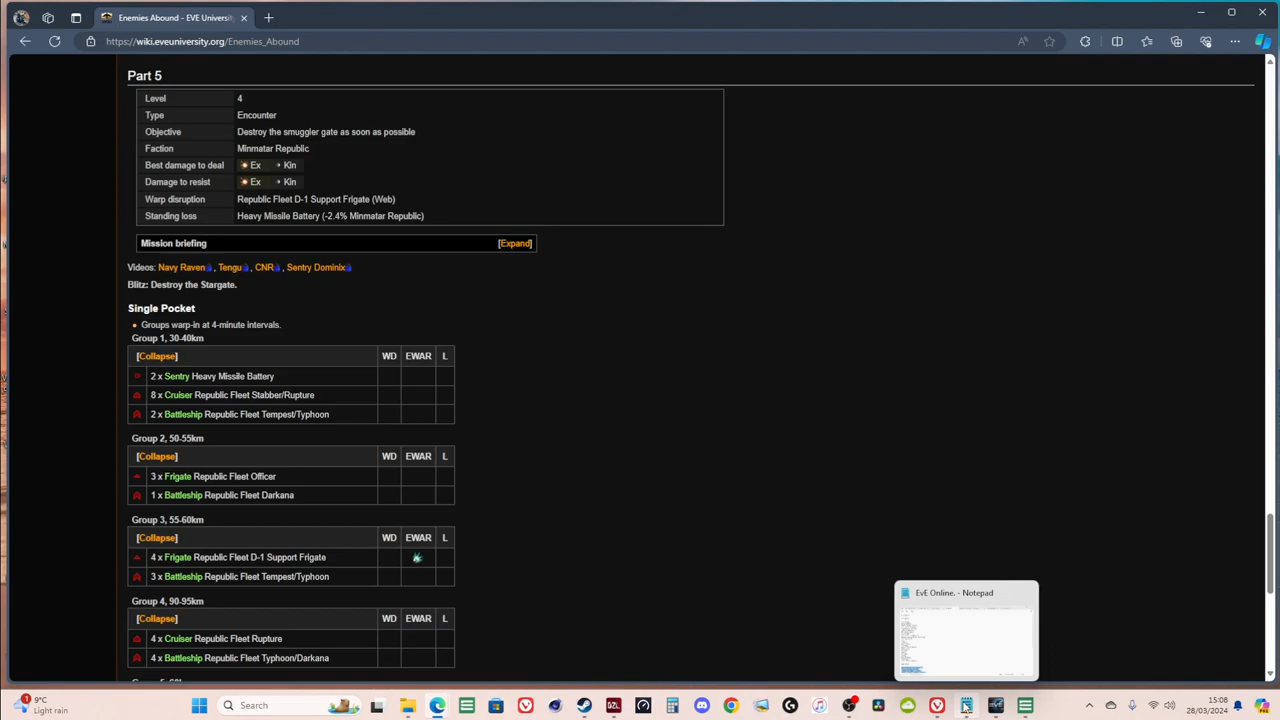 Enemies Abound - EVE Universi
https://wiki.eveuniversity.org/Enemies_Abound
Part 5
Level 4
Type Encounter
Objective Destroy the smuggler gate as soon as possible
Faction Minmatar Republic
Best damage to deal Ex Kin
Damage to resist Ex Kin
Warp disruption Republic Fleet D-1 Support Frigate (Web)
Standing loss Heavy Missile Battery (-2.4% Minmatar Republic)
Mission briefing [Expand]
Videos: Navy Raven, Tengu, CNR, Sentry Dominix
Blitz: Destroy the Stargate.
Single Pocket
Groups warp-in at 4-minute intervals.
Group 1, 30-40km
[Collapse] WD EWAR L
2 x Sentry Heavy Missile Battery
8 x Cruiser Republic Fleet Stabber/Rupture
2 x Battleship Republic Fleet Tempest/Typhoon
Group 2, 50-55km
[Collapse] WD EWAR L
3 x Frigate Republic Fleet Officer
1 x Battleship Republic Fleet Darkana
Group 3, 55-60km
[Collapse] WD EWAR L
4 x Frigate Republic Fleet D-1 Support Frigate
3 x Battleship Republic Fleet Tempest/Typhoon
Group 4, 90-95km
[Collapse] WD EWAR L
4 x Cruiser Republic Fleet Rupture
4 x Battleship Republic Fleet Typhoon/Darkana
EvE Online. - Notepad
9°C
Light rain
Search
15:08
28/03/2024